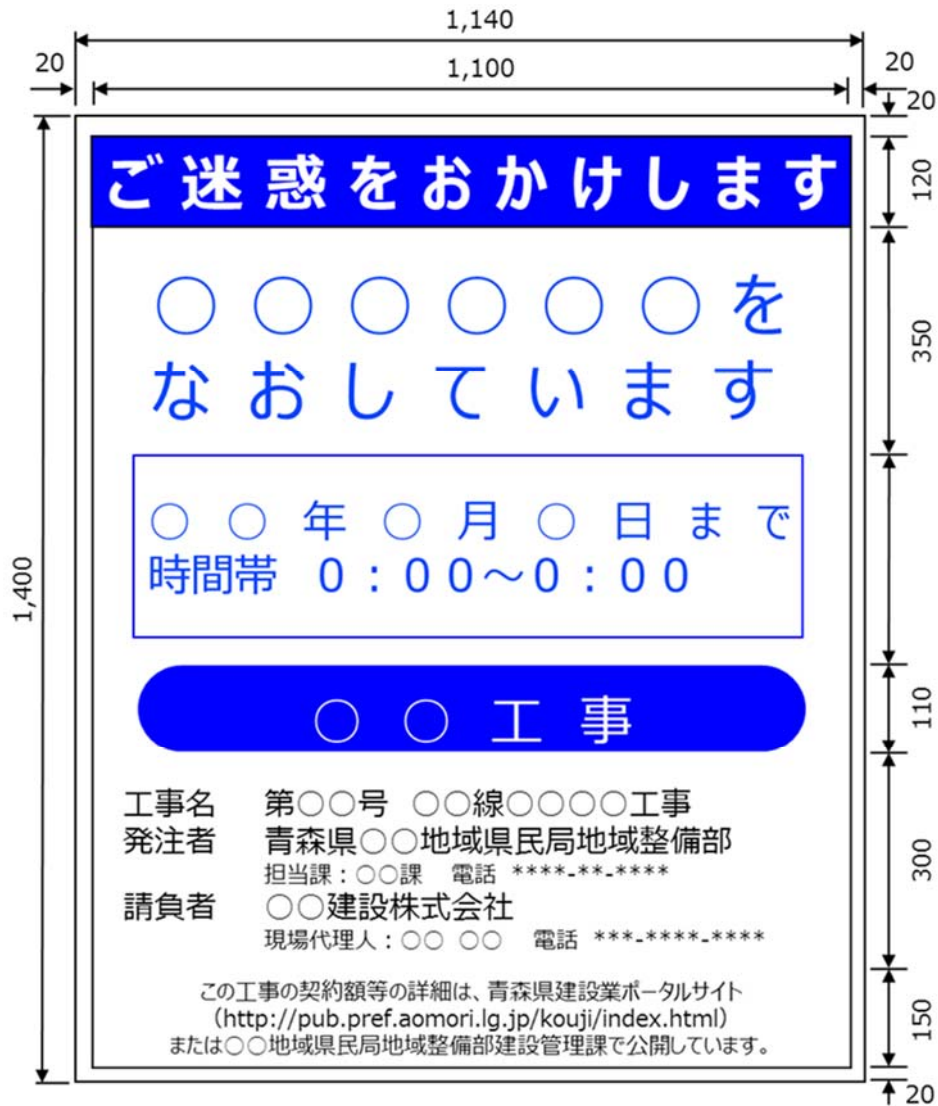 1,140
20
1,100
20
20
ご迷惑をおかけします
120
○○○○○○を
なおしています
350
○○年○月○日まで
時間帯 0:00~0:00
1,400
○○工事
110
工事名 第○○号 ○○線○○○○工事
発注者 青森県○○地域県民局地域整備部
担当課:○○課 電話 ****-**-****
請負者 ○○建設株式会社
現場代理人:○○ ○○ 電話 ***-****-****
300
この工事の契約額等の詳細は、青森県建設業ポータルサイト
(http://pub.pref.aomori.lg.jp/kouji/index.html)
または○○地域県民局地域整備部建設管理課で公開しています。
150
20